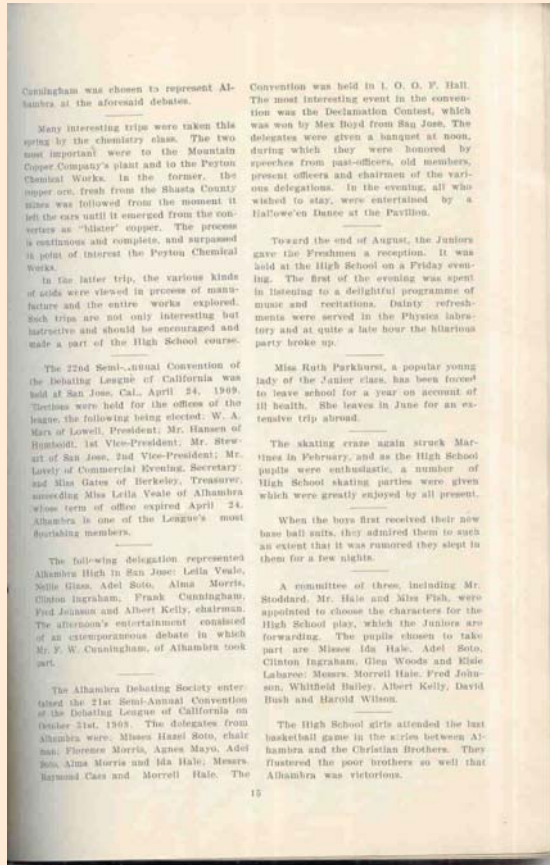 Cunningham was chosen to represent Al-
hambra at the aforesaid debates.
Many interesting trips were taken this
spring by the chemistry class. The two
most important were to the Mountain
Copper Company's plant and to the Peyton
Chemical Works. In the former, the
copper ore, fresh from the Shasta County
mines was followed from the moment it
left the cars until it emerged from the con-
verters as "blister" copper. The process
is continuous and complete, and surpassed
in point of interest the Peyton Chemical
Works.
In the latter trip, the various kinds
of acids were viewed in process of manu-
facture and the entire works explored.
Such trips are not only interesting but
instructive and should be encouraged and
made a part of the High School course.
The 22nd Semi-Annual Convention of
the Debating League of California was
held at San Jose, Cal., April 24, 1909.
Elections were held for the offices of the
league, the following being elected: W. A.
Marx of Lowell, President; Mr. Hansen of
Humboldt, 1st Vice-President; Mr. Stew-
art of San Jose, 2nd Vice-President; Mr.
Lovely of Commercial Evening, Secretary;
and Miss Gates of Berkeley, Treasurer,
succeeding Miss Leila Veale of Alhambra
whose term of office expired April 24.
Alhambra is one of the League's most
flourishing members.
The following delegation represented
Alhambra High in San Jose: Leila Veale,
Nellie Glass, Adel Soto, Alma Morris,
Clinton Ingraham, Frank Cunningham,
Fred Johnson and Albert Kelly, chairman.
The afternoon's entertainment consisted
of an extemporaneous debate in which
Mr. F. W. Cunningham, of Alhambra took
part.
The Alhambra Debating Society enter-
tained the 21st Semi-Annual Convention
of the Debating League of California on
October 31st, 1908. The delegates from
Alhambra were: Misses Hazel Soto, chair
man; Florence Morris, Agnes Mayo, Adel
Soto, Alma Morris and Ida Hale; Messrs.
Raymond Caes and Morrell Hale. The
Convention was held in I. O. O. F. Hall.
The most interesting event in the conven-
tion was the Declamation Contest, which
was won by Mex Boyd from San Jose. The
delegates were given a banquet at noon,
during which they were honored by
speeches from past-officers, old members,
present officers and chairmen of the vari-
ous delegations. In the evening, all who
wished to stay, were entertained by a
Hallowe'en Dance at the Pavilion.
Toward the end of August, the Juniors
gave the Freshmen a reception. It was
held at the High School on a Friday even-
ing. The first of the evening was spent
in listening to a delightful programme of
music and recitations. Dainty refresh-
ments were served in the Physics labra-
tory and at quite a late hour the hilarious
party broke up.
Miss Ruth Parkhurst, a popular young
lady of the Junior class, has been forced
to leave school for a year on account of
ill health. She leaves in June for an ex-
tensive trip abroad.
The skating craze again struck Mar-
tines in February, and as the High School
pupils were enthusiastic, a number of
High School skating parties were given
which were greatly enjoyed by all present.
When the boys first received their new
base ball suits, they admired them to such
an extent that it was rumored they slept in
them for a few nights.
A committee of three, including Mr.
Stoddard, Mr. Hale and Miss Fish, were
appointed to choose the characters for the
High School play, which the Juniors are
forwarding. The pupils chosen to take
part are Misses Ida Hale, Adel Soto,
Clinton Ingraham, Glen Woods and Elsie
Labaree; Messrs. Morrell Hale, Fred John-
son, Whitfield Bailey, Albert Kelly, David
Bush and Harold Wilson.
The High School girls attended the last
basketball game in the series between Al-
hambra and the Christian Brothers. They
flustered the poor brothers so well that
Alhambra was victorious.
15